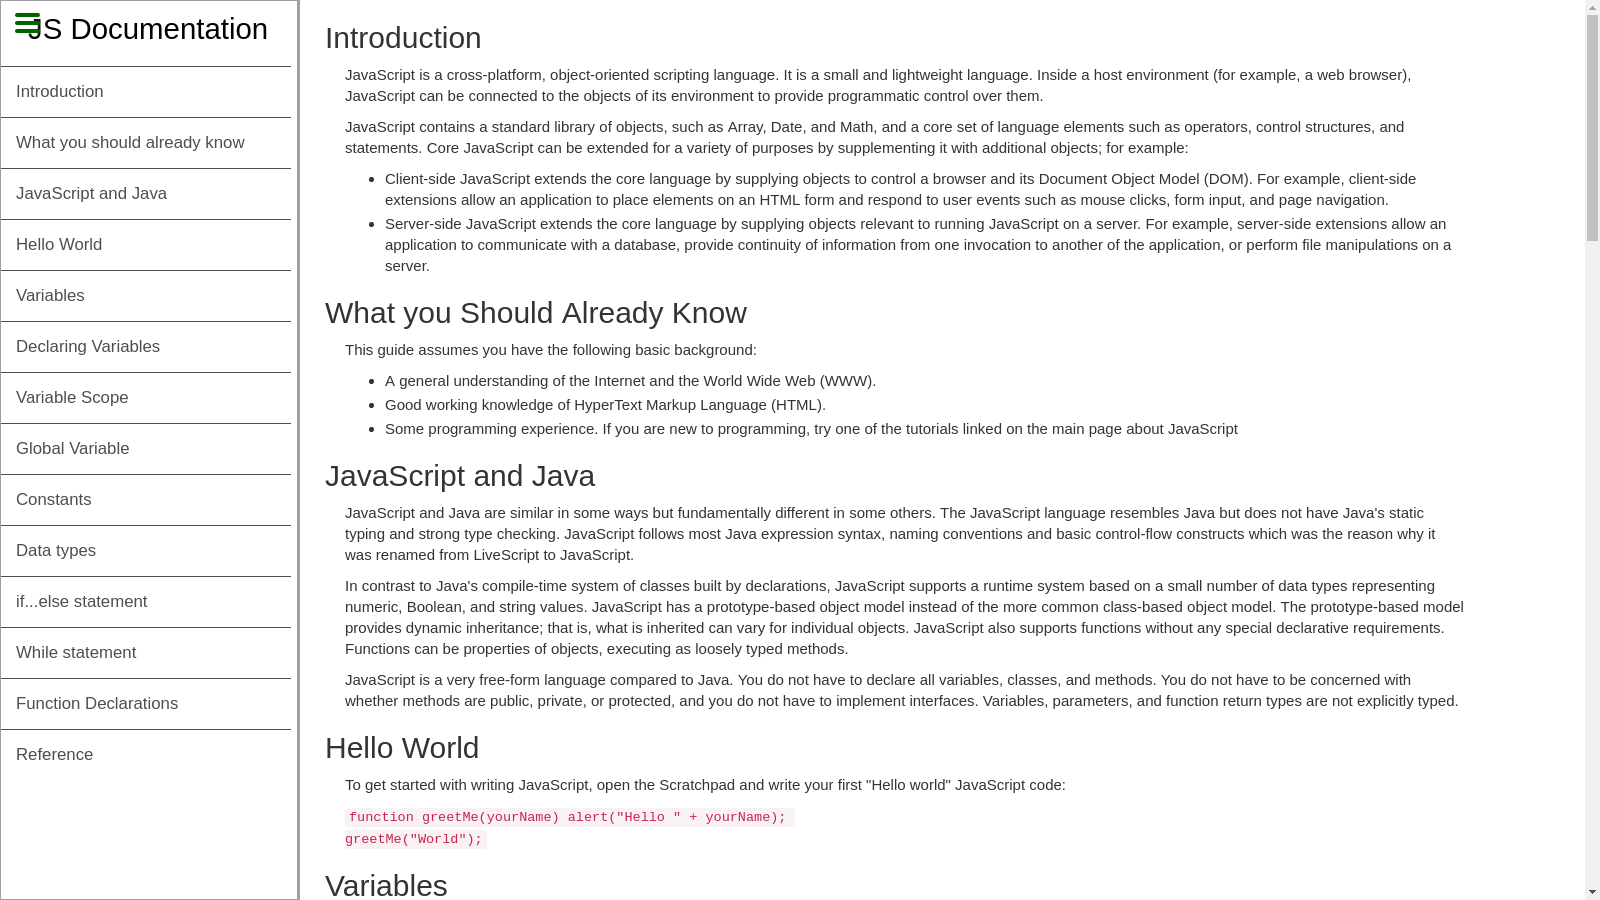 JS Documentation
Introduction
What you should already know
JavaScript and Java
Hello World
Variables
Declaring Variables
Variable Scope
Global Variable
Constants
Data types
if...else statement
While statement
Function Declarations
Reference
Introduction
JavaScript is a cross-platform, object-oriented scripting language. It is a small and lightweight language. Inside a host environment (for example, a web browser),
JavaScript can be connected to the objects of its environment to provide programmatic control over them.
JavaScript contains a standard library of objects, such as Array, Date, and Math, and a core set of language elements such as operators, control structures, and
statements. Core JavaScript can be extended for a variety of purposes by supplementing it with additional objects; for example:
• Client-side JavaScript extends the core language by supplying objects to control a browser and its Document Object Model (DOM). For example, client-side
extensions allow an application to place elements on an HTML form and respond to user events such as mouse clicks, form input, and page navigation.
• Server-side JavaScript extends the core language by supplying objects relevant to running JavaScript on a server. For example, server-side extensions allow an
application to communicate with a database, provide continuity of information from one invocation to another of the application, or perform file manipulations on a
server.
What you Should Already Know
This guide assumes you have the following basic background:
• A general understanding of the Internet and the World Wide Web (WWW).
• Good working knowledge of HyperText Markup Language (HTML).
• Some programming experience. If you are new to programming, try one of the tutorials linked on the main page about JavaScript
JavaScript and Java
JavaScript and Java are similar in some ways but fundamentally different in some others. The JavaScript language resembles Java but does not have Java's static
typing and strong type checking. JavaScript follows most Java expression syntax, naming conventions and basic control-flow constructs which was the reason why it
was renamed from LiveScript to JavaScript.
In contrast to Java's compile-time system of classes built by declarations, JavaScript supports a runtime system based on a small number of data types representing
numeric, Boolean, and string values. JavaScript has a prototype-based object model instead of the more common class-based object model. The prototype-based model
provides dynamic inheritance; that is, what is inherited can vary for individual objects. JavaScript also supports functions without any special declarative requirements.
Functions can be properties of objects, executing as loosely typed methods.
JavaScript is a very free-form language compared to Java. You do not have to declare all variables, classes, and methods. You do not have to be concerned with
whether methods are public, private, or protected, and you do not have to implement interfaces. Variables, parameters, and function return types are not explicitly typed.
Hello World
To get started with writing JavaScript, open the Scratchpad and write your first "Hello world" JavaScript code:
function greetMe(yourName) alert("Hello " + yourName);
greetMe("World");
Variables